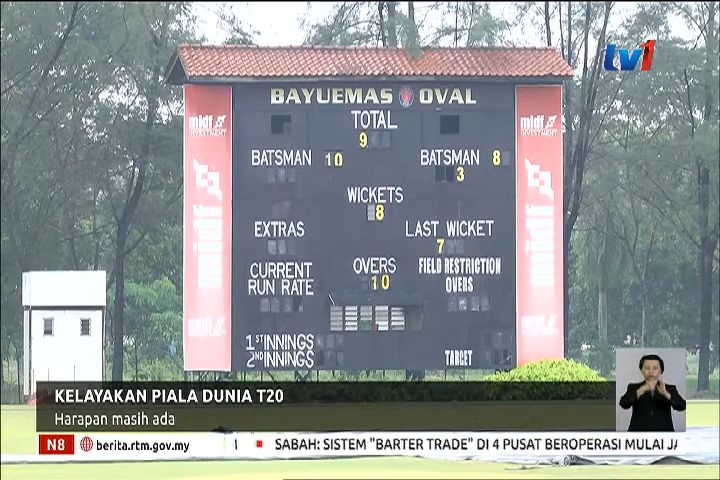 tv1
BAYUEMAS OVAL
midf
INVESTMENT
midf
INVESTMENT
TOTAL
9
BATSMAN 10
BATSMAN 8
3
WICKETS
8
EXTRAS
LAST WICKET
7
CURRENT
RUN RATE
OVERS
10
FIELD RESTRICTION
OVERS
midf
midf
1ST INNINGS
2ND INNINGS
TARGET
KELAYAKAN PIALA DUNIA T20
Harapan masih ada
N8 berita.rtm.gov.my SABAH: SISTEM "BARTER TRADE" DI 4 PUSAT BEROPERASI MULAI